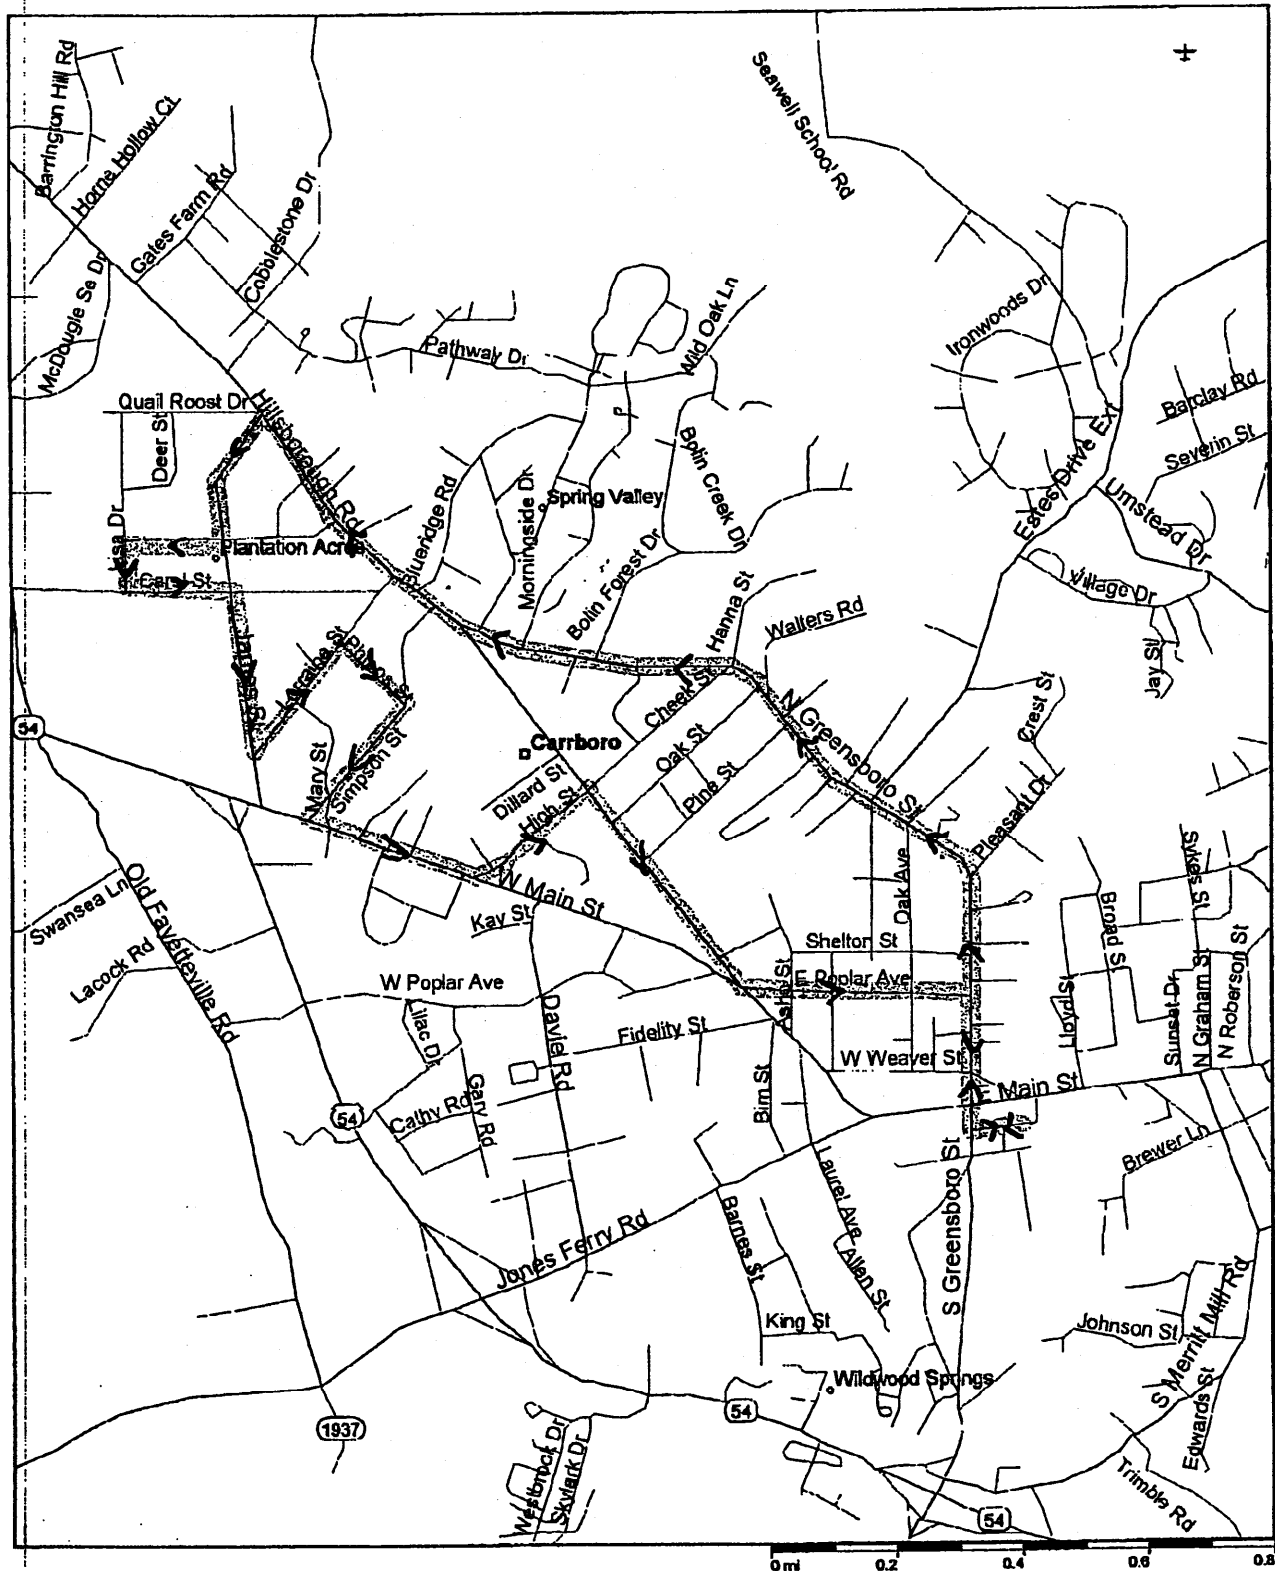 Barrington Hill Rd
Horne Hollow Ct
Gates Farm Rd
Cobblestone Dr
McDougle Se Dr
Seawell School Rd
Ironwoods Dr
Wild Oak Ln
Pathway Dr
Quail Roost Dr
Deer St
Hillsborough Rd
Barclay Rd
Severin St
Estes Drive Ext
Umstead Dr
Village Dr
Jay St
Bolin Creek Dr
Spring Valley
Morningside Dr
Blueridge Rd
Bolin Forest Dr
Plantation Acres
Carol St
Hanna St
Walters Rd
Lorraine St
Phipps St
James St
Cheek St
N Greensboro St
Crest St
54
Carrboro
Oak St
Pine St
Mary St
Simpson St
Dillard St
High St
Pleasant Dr
Sykes St
W Main St
Kay St
Oak Ave
Broad St
Swansea Ln
Old Fayetteville Rd
Lacock Rd
Shelton St
W Poplar Ave
E Poplar Ave
Ashe St
Lilac Dr
Davie Rd
Fidelity St
Lloyd St
Sunset Dr
N Graham St
N Roberson St
W Weaver St
E Main St
Bim St
54
Cathy Rd
Gary Rd
Brewer Ln
Laurel Ave
S Greensboro St
Barnes St
Allen St
Jones Ferry Rd
King St
Johnson St
S Merritt Mill Rd
Wildwood Springs
Edwards St
1937
54
Westbrook Dr
Skylark Dr
Trimble Rd
54
0 mi
0.2
0.4
0.6
0.8